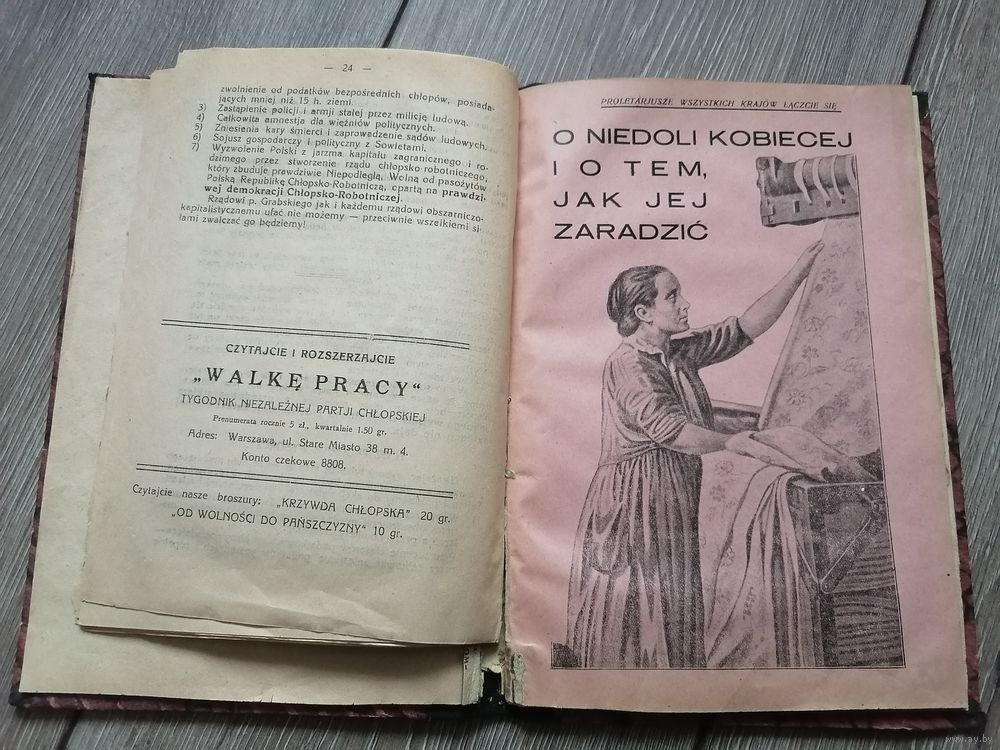 — 24 —
zwolnienie od podatków bezpośrednich chłopów, posiada-
jących mniej niż 15 h. ziemi.
3) Zastąpienie policji i armji stałej przez milicję ludową.
4) Całkowita amnestja dla więźniów politycznych.
5) Zniesienia kary śmierci i zaprowadzenie sądów ludowych.
6) Sojusz gospodarczy i polityczny z Sowietami.
7) Wyzwolenie Polski z jarzma kapitału zagranicznego i ro-
dzimego przez stworzenie rządu chłopsko-robotniczego,
który zbuduje prawdziwie Niepodległą, Wolną od pasożytów
Polską Republikę Chłopsko-Robotniczą, opartą na prawdzi-
wej demokracji Chłopsko-Robotniczej.
Rządowi p. Grabskiego jak i każdemu rządowi obszarniczo-
kapitalistycznemu ufać nie możemy — przeciwnie wszelkiemi si-
łami zwalczać go będziemy!
CZYTAJCIE I ROZSZERZAJCIE
„WALKĘ PRACY“
TYGODNIK NIEZALEŻNEJ PARTJI CHŁOPSKIEJ
Prenumerata rocznie 5 zł., kwartalnie 1·50 gr.
Adres: Warszawa, ul. Stare Miasto 38 m. 4.
Konto czekowe 8808.
Czytajcie nasze broszury: „KRZYWDA CHŁOPSKA“ 20 gr.
„OD WOLNOŚCI DO PAŃSZCZYZNY“ 10 gr.
PROLETARJUSZE WSZYSTKICH KRAJÓW ŁĄCZCIE SIĘ
O NIEDOLI KOBIECEJ
I O TEM,
JAK JEJ
ZARADZIĆ
www.ay.by